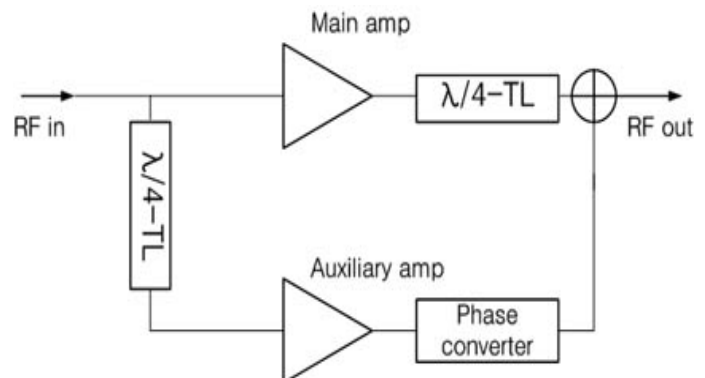 Main amp
λ/4-TL
RF in
RF out
λ/4-TL
Auxiliary amp
Phase
converter